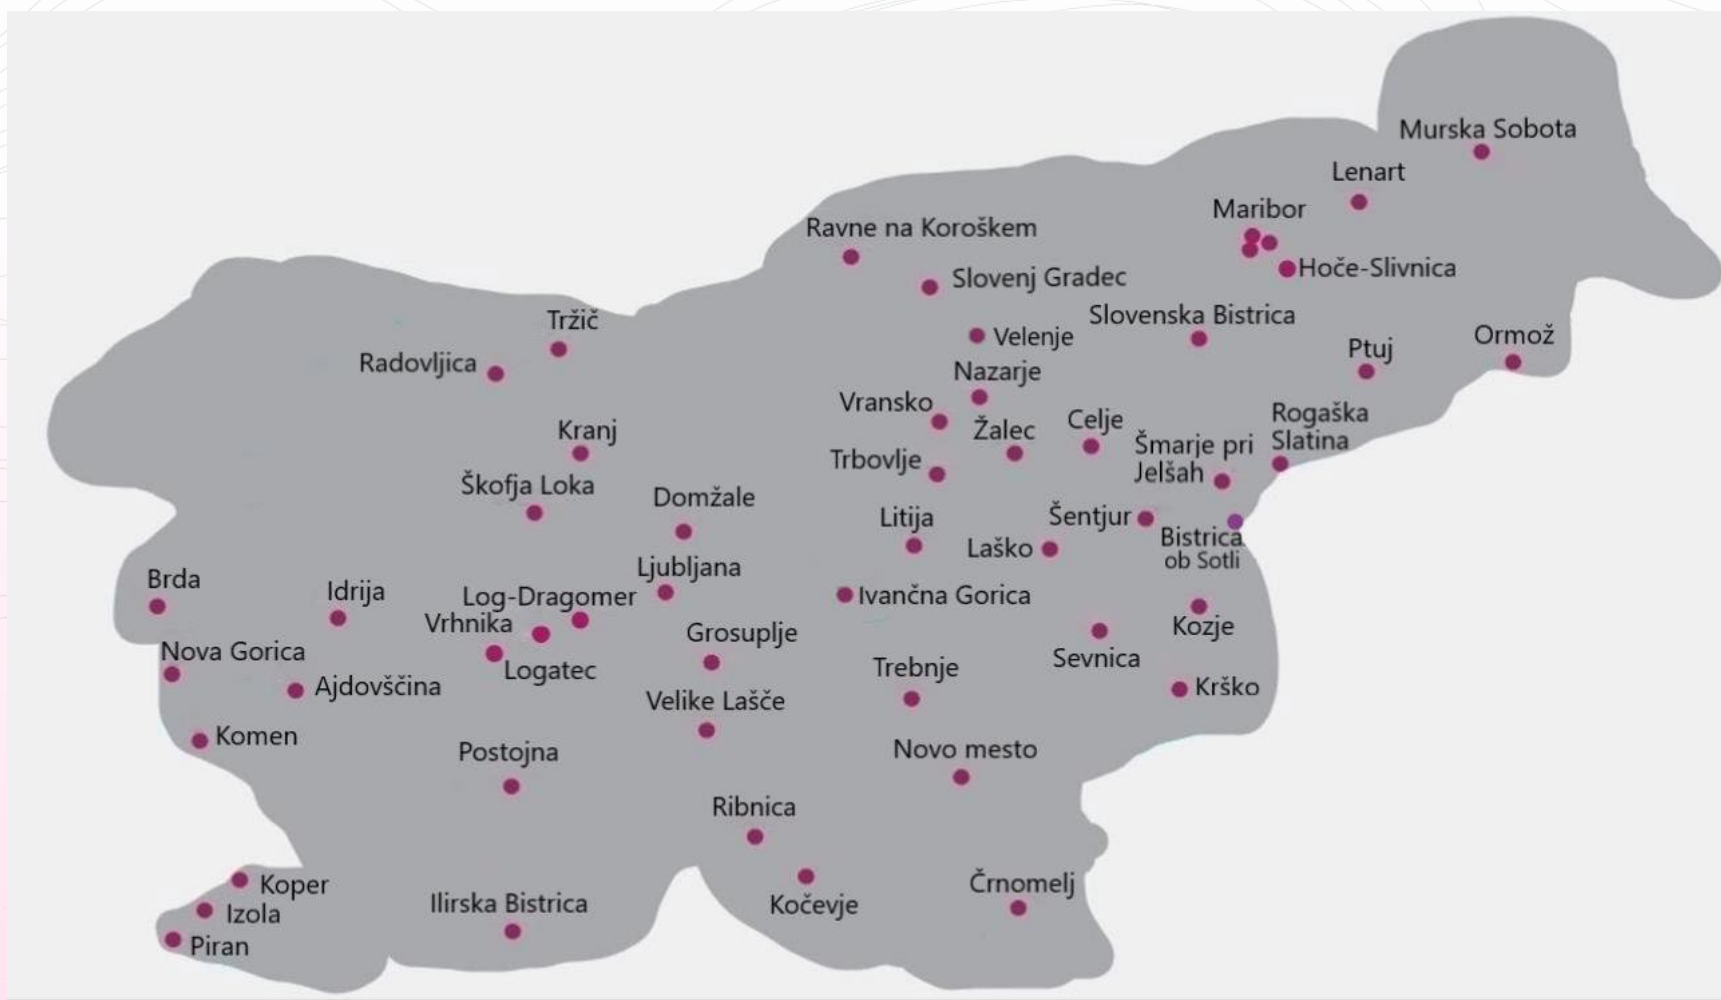 Murska Sobota
Lenart
Maribor
Ravne na Koroškem
Hoče-Slivnica
Slovenj Gradec
Slovenska Bistrica
Tržič
Velenje
Ormož
Ptuj
Radovljica
Nazarje
Vransko
Rogaška
Slatina
Celje
Kranj
Žalec
Šmarje pri
Jelšah
Trbovlje
Škofja Loka
Domžale
Litija
Šentjur
Bistrica
ob Sotli
Laško
Ljubljana
Brda
Idrija
Log-Dragomer
Ivančna Gorica
Vrhnika
Kozje
Grosuplje
Nova Gorica
Logatec
Sevnica
Trebnje
Ajdovščina
Krško
Velike Lašče
Komen
Postojna
Novo mesto
Ribnica
Koper
Črnomelj
Ilirska Bistrica
Kočevje
Izola
Piran